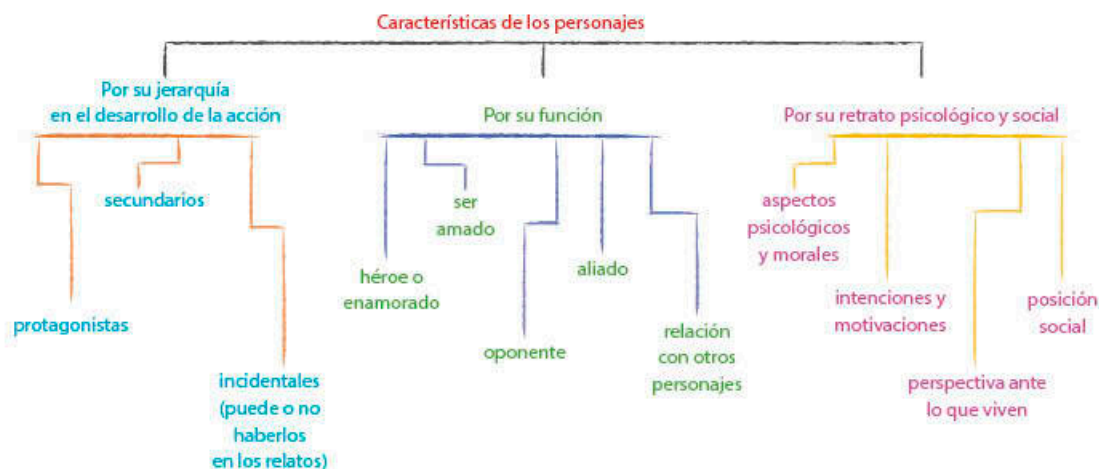 Características de los personajes
Por su jerarquía
en el desarrollo de la acción
protagonistas
secundarios
incidentales
(puede o no
haberlos
en los relatos)
Por su función
héroe o
enamorado
ser
amado
oponente
aliado
relación
con otros
personajes
Por su retrato psicológico y social
aspectos
psicológicos
y morales
intenciones y
motivaciones
perspectiva ante
lo que viven
posición
social